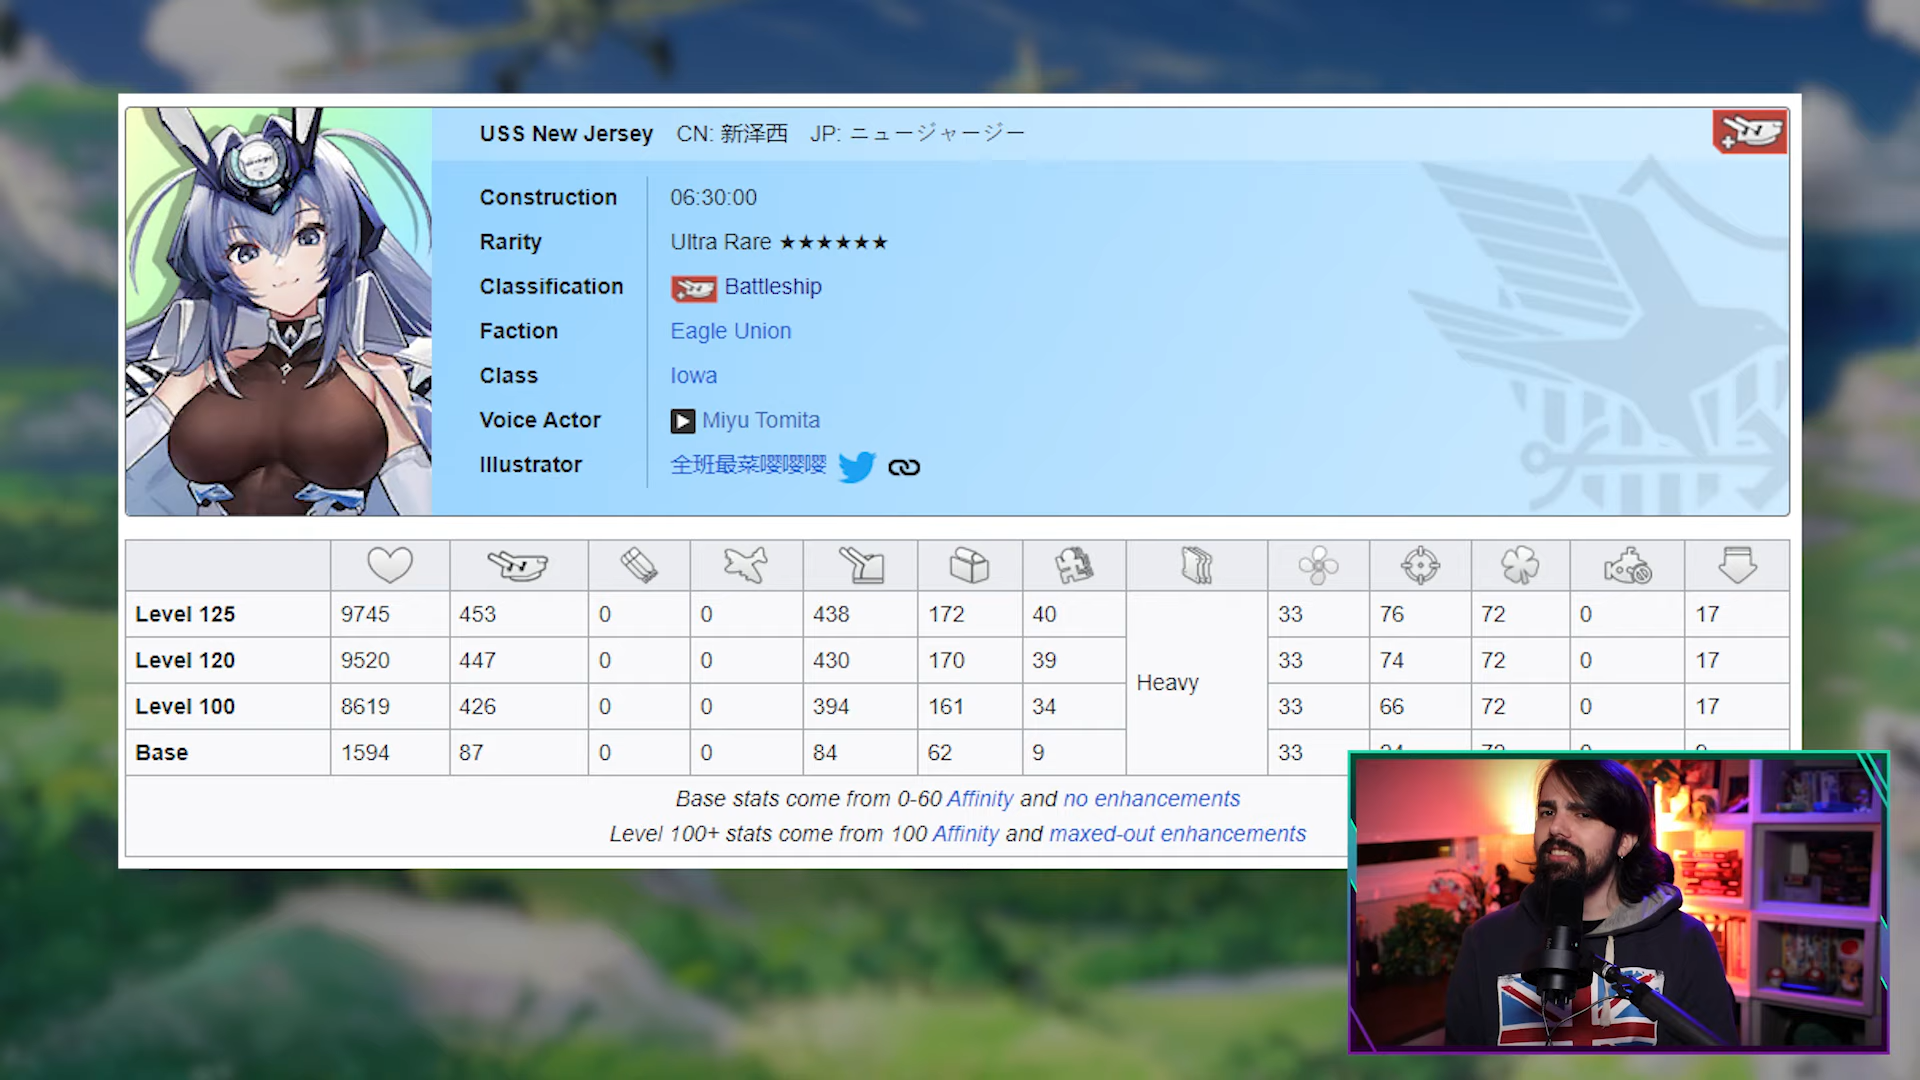 USS New Jersey CN: 新泽西 JP: ニュージャージー
Construction 06:30:00
Rarity Ultra Rare ★★★★★★
Classification Battleship
Faction Eagle Union
Class Iowa
Voice Actor Miyu Tomita
Illustrator 全班最菜嘤嘤嘤
Level 125 9745 453 0 0 438 172 40 33 76 72 0 17
Level 120 9520 447 0 0 430 170 39 33 74 72 0 17
Heavy
Level 100 8619 426 0 0 394 161 34 33 66 72 0 17
Base 1594 87 0 0 84 62 9 33
Base stats come from 0-60 Affinity and no enhancements
Level 100+ stats come from 100 Affinity and maxed-out enhancements